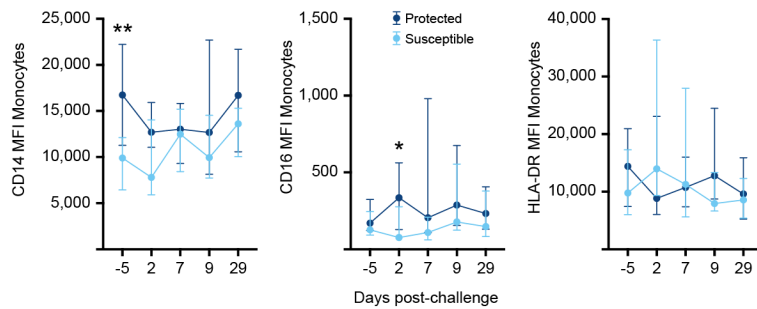 CD14 MFI Monocytes
25,000
20,000
15,000
10,000
5,000
**
-5 2 7 9 29
CD16 MFI Monocytes
1,500
1,000
500
*
Protected
Susceptible
-5 2 7 9 29
Days post-challenge
HLA-DR MFI Monocytes
40,000
30,000
20,000
10,000
-5 2 7 9 29